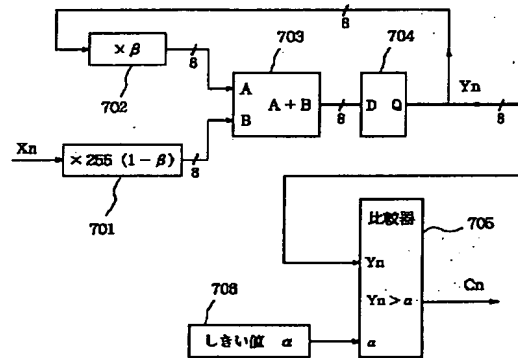 8
703
704
× β
8
702
A
B
A + B
8
D Q
Yn
8
Xn
× 255 (1 - β)
8
701
比較器
705
Yn
Yn > α
Cn
α
706
しきい値 α